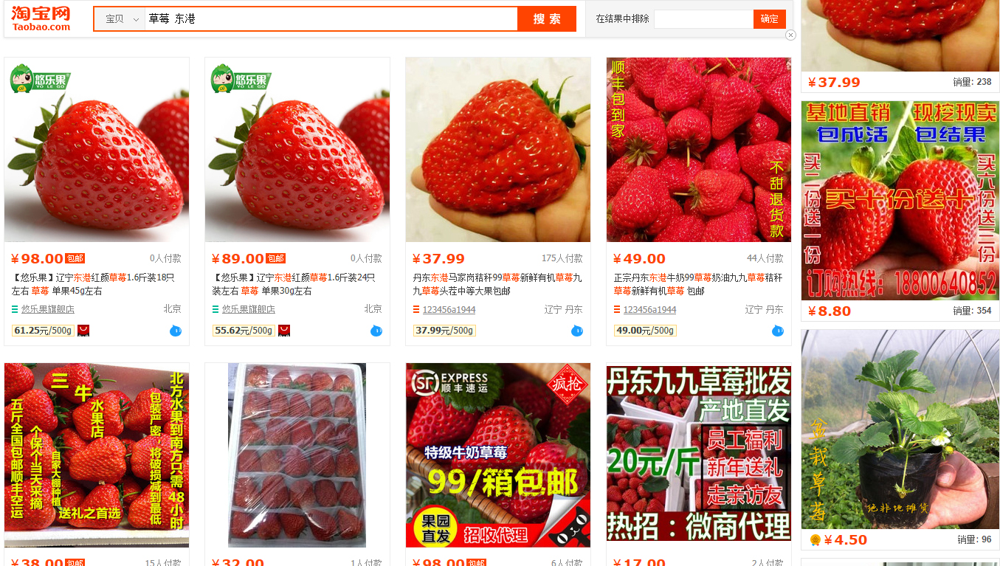 淘宝网
Taobao.com
宝贝
草莓 东港
搜 索
在结果中排除
确定
悠乐果
YO LE GO
¥98.00 包邮
0人付款
【悠乐果】辽宁东港红颜草莓1.6斤装18只
左右 草莓 单果45g左右
悠乐果旗舰店
北京
61.25元/500g
悠乐果
YO LE GO
¥89.00 包邮
0人付款
【悠乐果】辽宁东港红颜草莓1.6斤装24只
装左右 草莓 单果30g左右
悠乐果旗舰店
北京
55.62元/500g
¥37.99
175人付款
丹东东港马家岗秸秆99草莓新鲜有机草莓九
九草莓头茬中等大果包邮
123456a1944
辽宁 丹东
37.99元/500g
顺丰包到家
不甜退货款
¥49.00
44人付款
正宗丹东东港牛奶99草莓奶油九九草莓秸秆
草莓新鲜有机草莓 包邮
123456a1944
辽宁 丹东
49.00元/500g
北方水果到南方只需48小时
包装严密,将破损减到最低
三牛水果店
自家大棚种植
个保个当天采摘
五斤全国包邮顺丰空运
送礼之首选
¥38.00 包邮
15人付款
¥32.00
1人付款
SF EXPRESS
顺丰速运
疯抢
特级牛奶草莓
99/箱包邮
果园
直发
招收代理
¥98.00 包邮
6人付款
丹东九九草莓批发
产地直发
员工福利
20元/斤
新年送礼
走亲访友
热招：微商代理
¥17.00
2人付款
¥37.99
销量: 238
基地直销 现挖现卖
包成活 包结果
买二份送一份
买六份送二份
买十份送十
订购热线: 18800640852
¥8.80
销量: 354
盆栽草莓
绝非地摊货
¥4.50
销量: 96